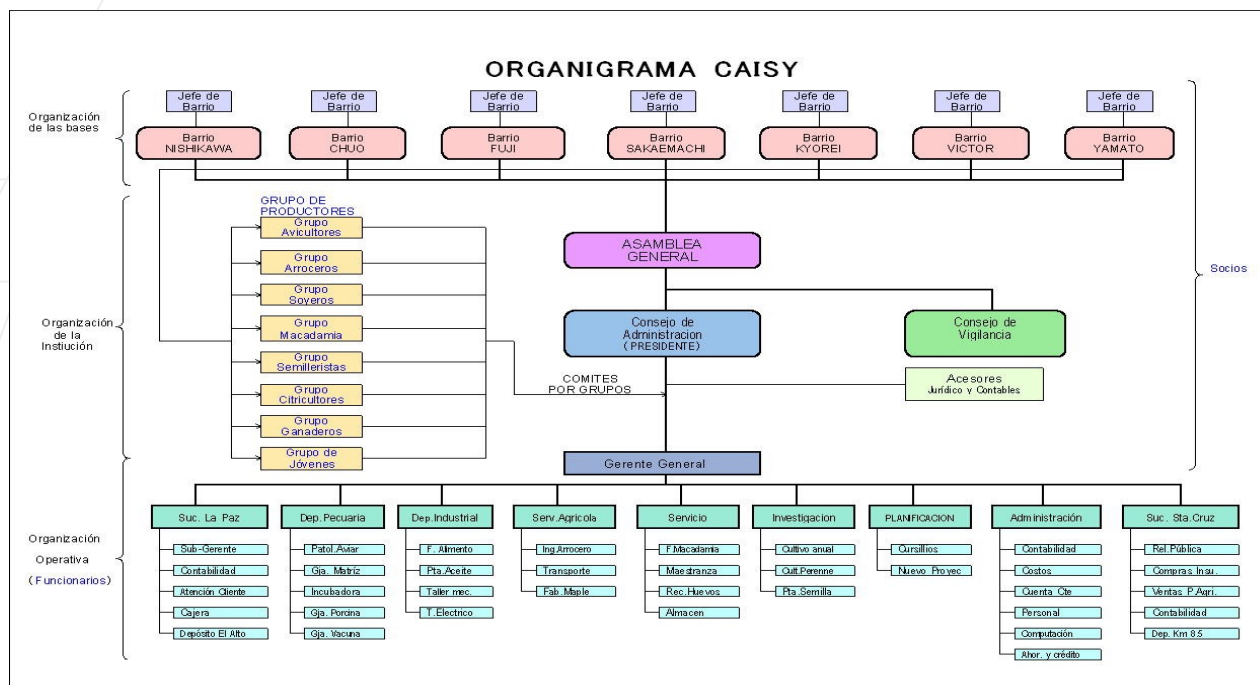 ORGANIGRAMA CAISY
Organización
de las bases
Jefe de
Barrio
Jefe de
Barrio
Jefe de
Barrio
Jefe de
Barrio
Jefe de
Barrio
Jefe de
Barrio
Jefe de
Barrio
Barrio
NISHIKAWA
Barrio
CHUO
Barrio
FUJI
Barrio
SAKAEMACHI
Barrio
KYOREI
Barrio
VICTOR
Barrio
YAMATO
Socios
Organización
de la
Instiución
GRUPO DE
PRODUCTORES
Grupo
Avicultores
Grupo
Arroceros
Grupo
Soyeros
Grupo
Macadamia
Grupo
Semilleristas
Grupo
Citricultores
Grupo
Ganaderos
Grupo de
Jóvenes
ASAMBLEA
GENERAL
Consejo de
Administracion
(PRESIDENTE)
Consejo de
Vigilancia
COMITES
POR GRUPOS
Acesores
Jurídico y Contables
Gerente General
Organización
Operativa
(Funcionarios)
Suc. La Paz
Sub-Gerente
Contabilidad
Atención Cliente
Cajera
Depósito El Alto
Dep.Pecuaria
Patol.Aviar
Gja. Matríz
Incubadora
Gja. Porcina
Gja. Vacuna
Dep.Industrial
F. Alimento
Pta.Aceite
Taller mec.
T.Electrico
Serv.Agricola
Ing.Arrocero
Transporte
Fab.Maple
Servicio
F.Macadamia
Maestranza
Rec.Huevos
Almacen
Investigacion
Cultivo anual
Cult.Perenne
Pta.Semilla
PLANIFICACION
Cursillios
Nuevo Proyec
Administración
Contabilidad
Costos
Cuenta Cte
Personal
Computación
Ahor. y crédito
Suc. Sta.Cruz
Rel.Pública
Compras Insu.
Ventas P.Agri.
Contabilidad
Dep. Km 8.5